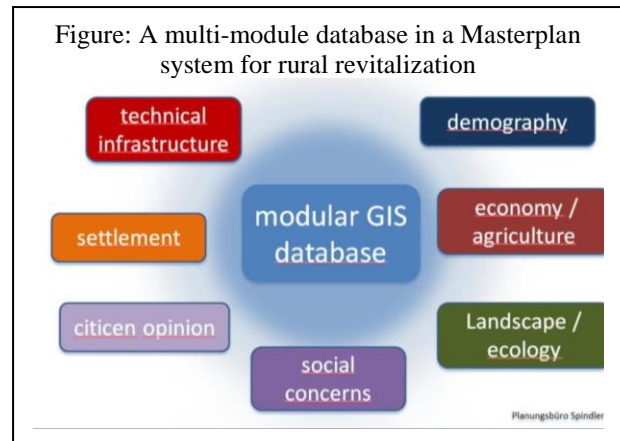 Figure: A multi-module database in a Masterplan
system for rural revitalization
technical
infrastructure
demography
modular GIS
database
economy /
agriculture
settlement
citicen opinion
Landscape /
ecology
social
concerns
Planungsbüro Spindler